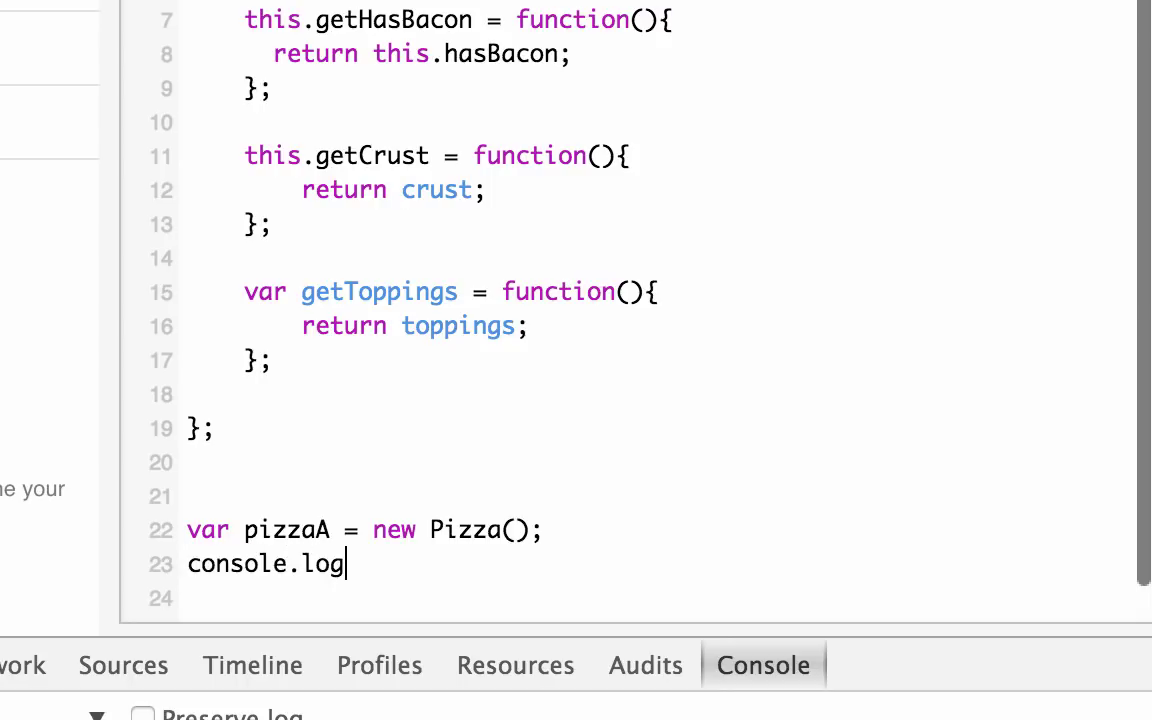 7 this.getHasBacon = function(){
8 return this.hasBacon;
9 };
10
11 this.getCrust = function(){
12 return crust;
13 };
14
15 var getToppings = function(){
16 return toppings;
17 };
18
19 };
20
21
22 var pizzaA = new Pizza();
23 console.log
24
your
Sources Timeline Profiles Resources Audits Console
Preserve log